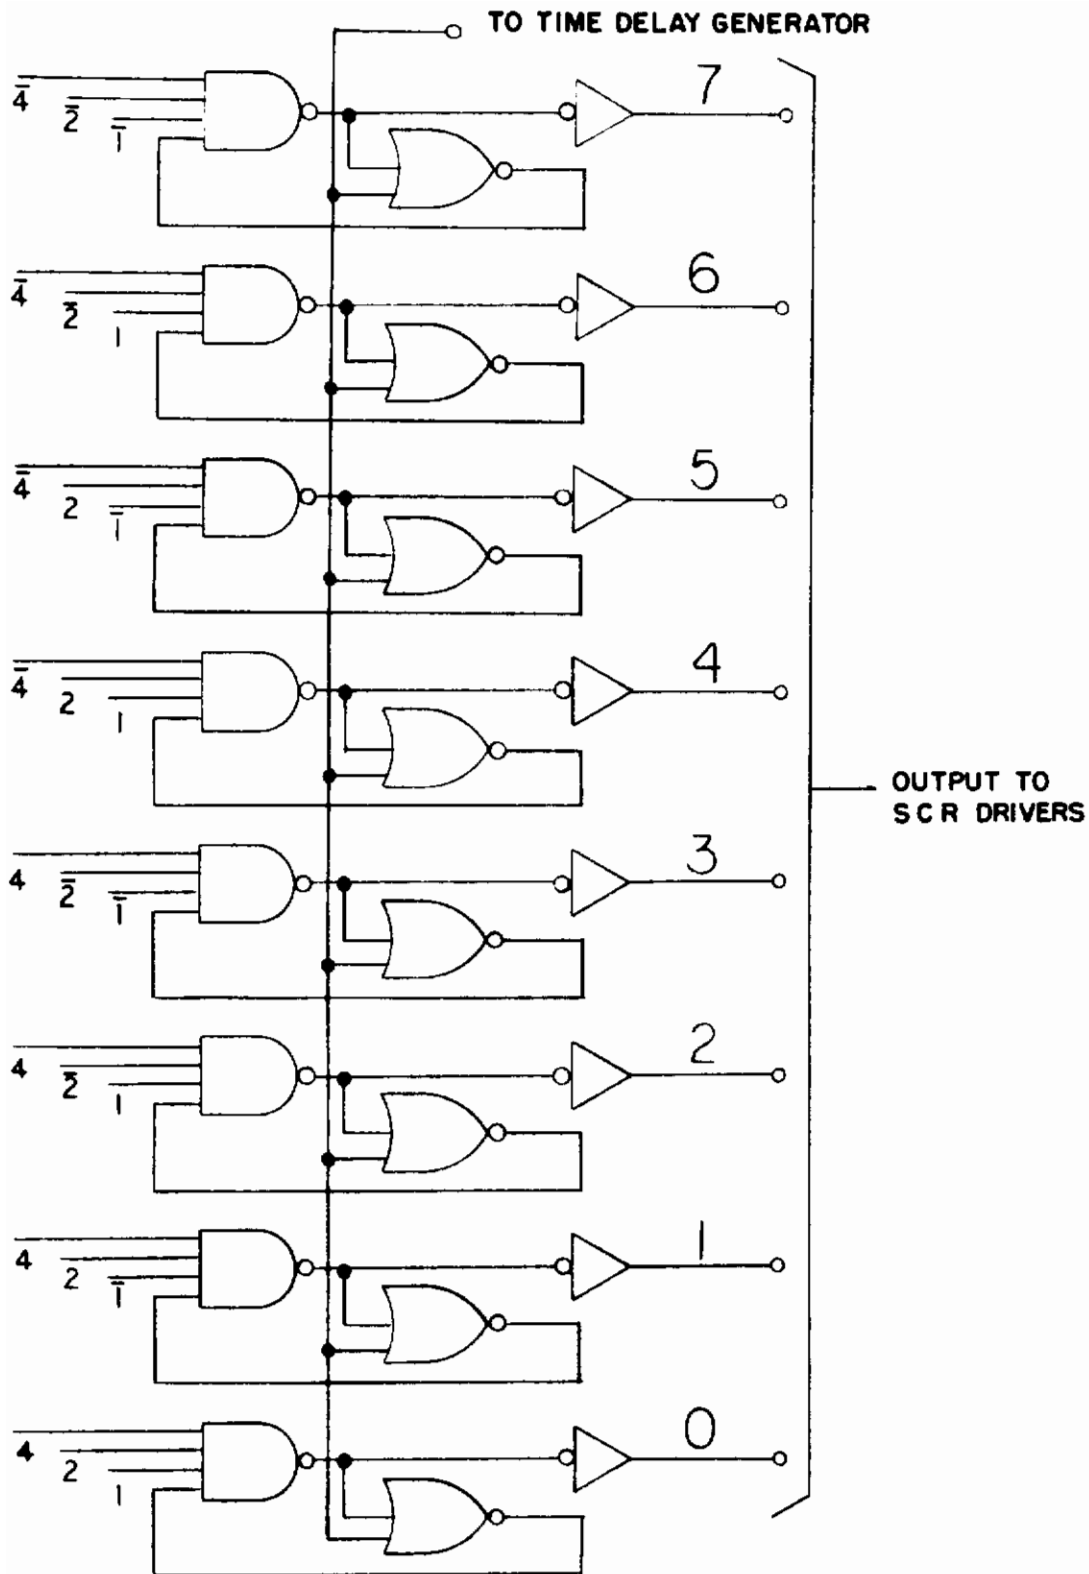 TO TIME DELAY GENERATOR
4̅ 2̅ 1̅ 7
4̅ 2̅ 1 6
4̅ 2 1̅ 5
4̅ 2 1 4
OUTPUT TO
SCR DRIVERS
4 2̅ 1̅ 3
4 2̅ 1 2
4 2 1̅ 1
4 2 1 0